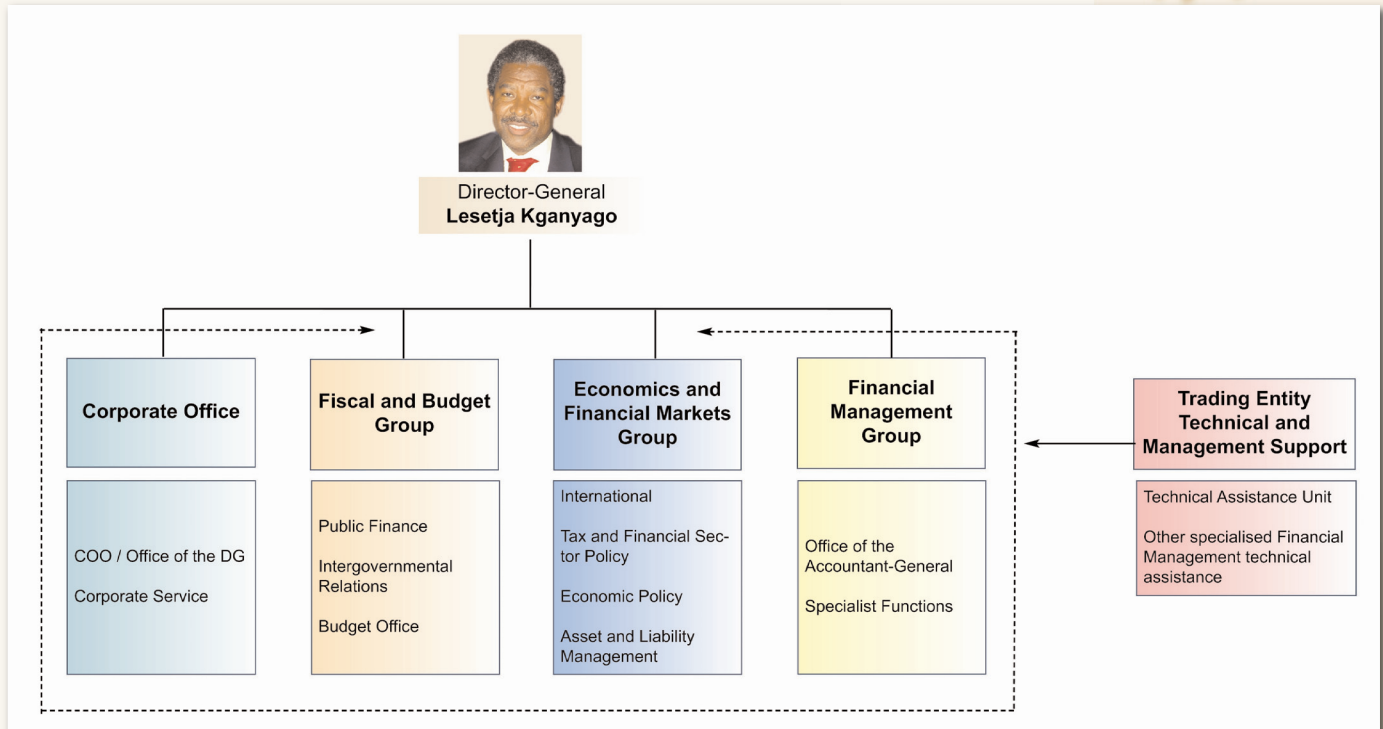 Director-General
Lesetja Kganyago
Corporate Office
COO / Office of the DG
Corporate Service
Fiscal and Budget
Group
Public Finance
Intergovernmental
Relations
Budget Office
Economics and
Financial Markets
Group
International
Tax and Financial Sec-
tor Policy
Economic Policy
Asset and Liability
Management
Financial
Management
Group
Office of the
Accountant-General
Specialist Functions
Trading Entity
Technical and
Management Support
Technical Assistance Unit
Other specialised Financial
Management technical
assistance